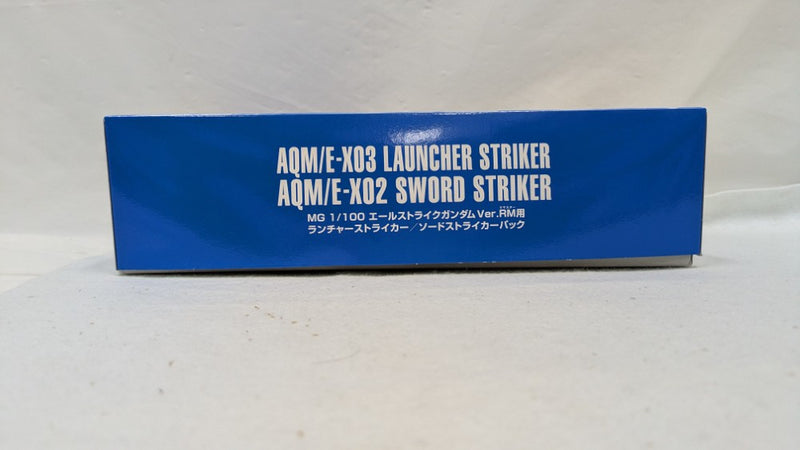 AQM/E-X03 LAUNCHER STRIKER
AQM/E-X02 SWORD STRIKER
MG 1/100 エールストライクガンダム Ver.RM用
ランチャーストライカー/ソードストライカーパック